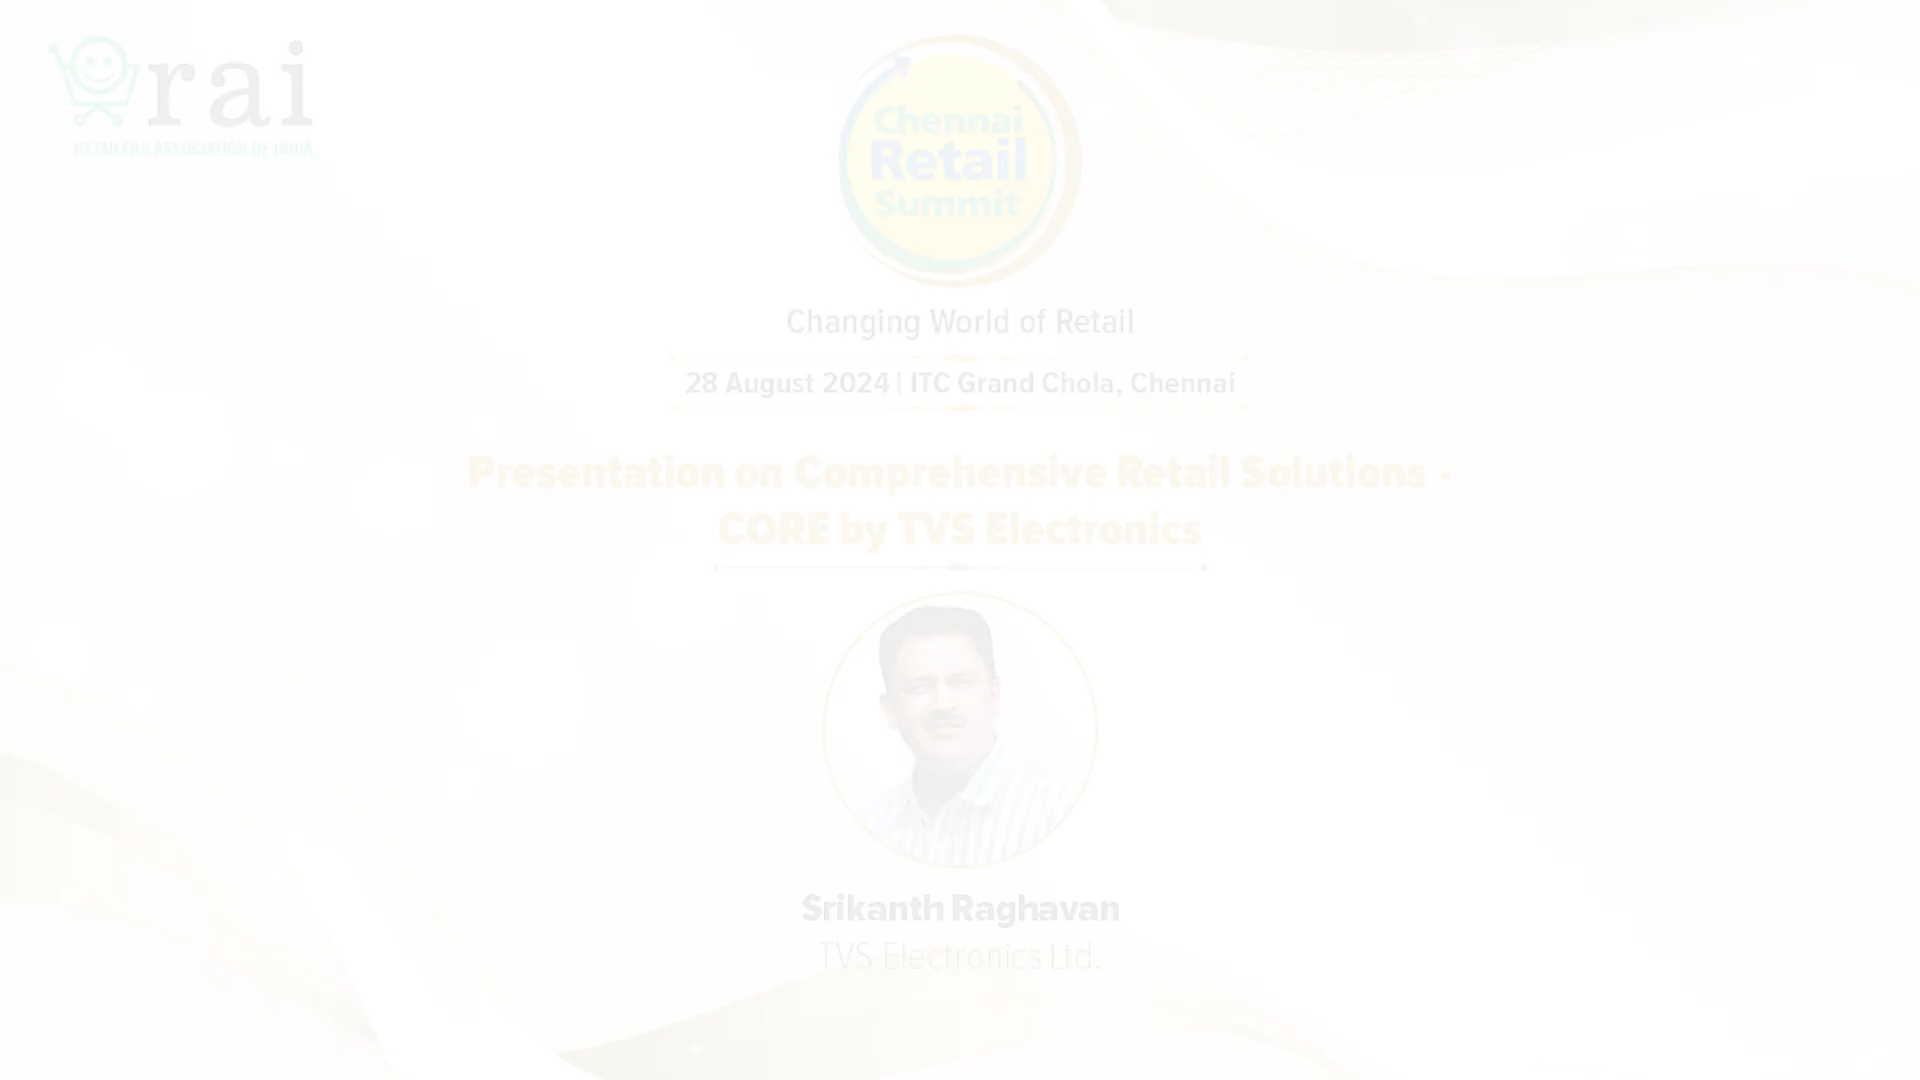 rai
RETAILERS ASSOCIATION OF INDIA
Chennai
Retail
Summit
Changing World of Retail
28 August 2024 | ITC Grand Chola, Chennai
Presentation on Comprehensive Retail Solutions -
CORE by TVS Electronics
Srikanth Raghavan
TVS Electronics Ltd.